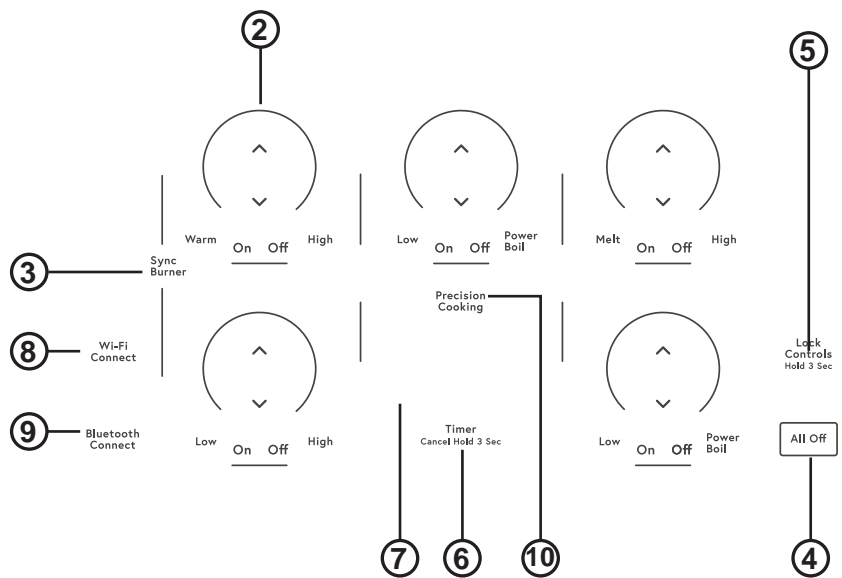 2
5
Warm On Off High
Low On Off Power
Boil
Melt On Off High
3
Sync
Burner
Precision
Cooking
8
Wi-Fi
Connect
Lock
Controls
Hold 3 Sec
9
Bluetooth
Connect
Low On Off High
Timer
Cancel Hold 3 Sec
Low On Off Power
Boil
All Off
7
6
10
4